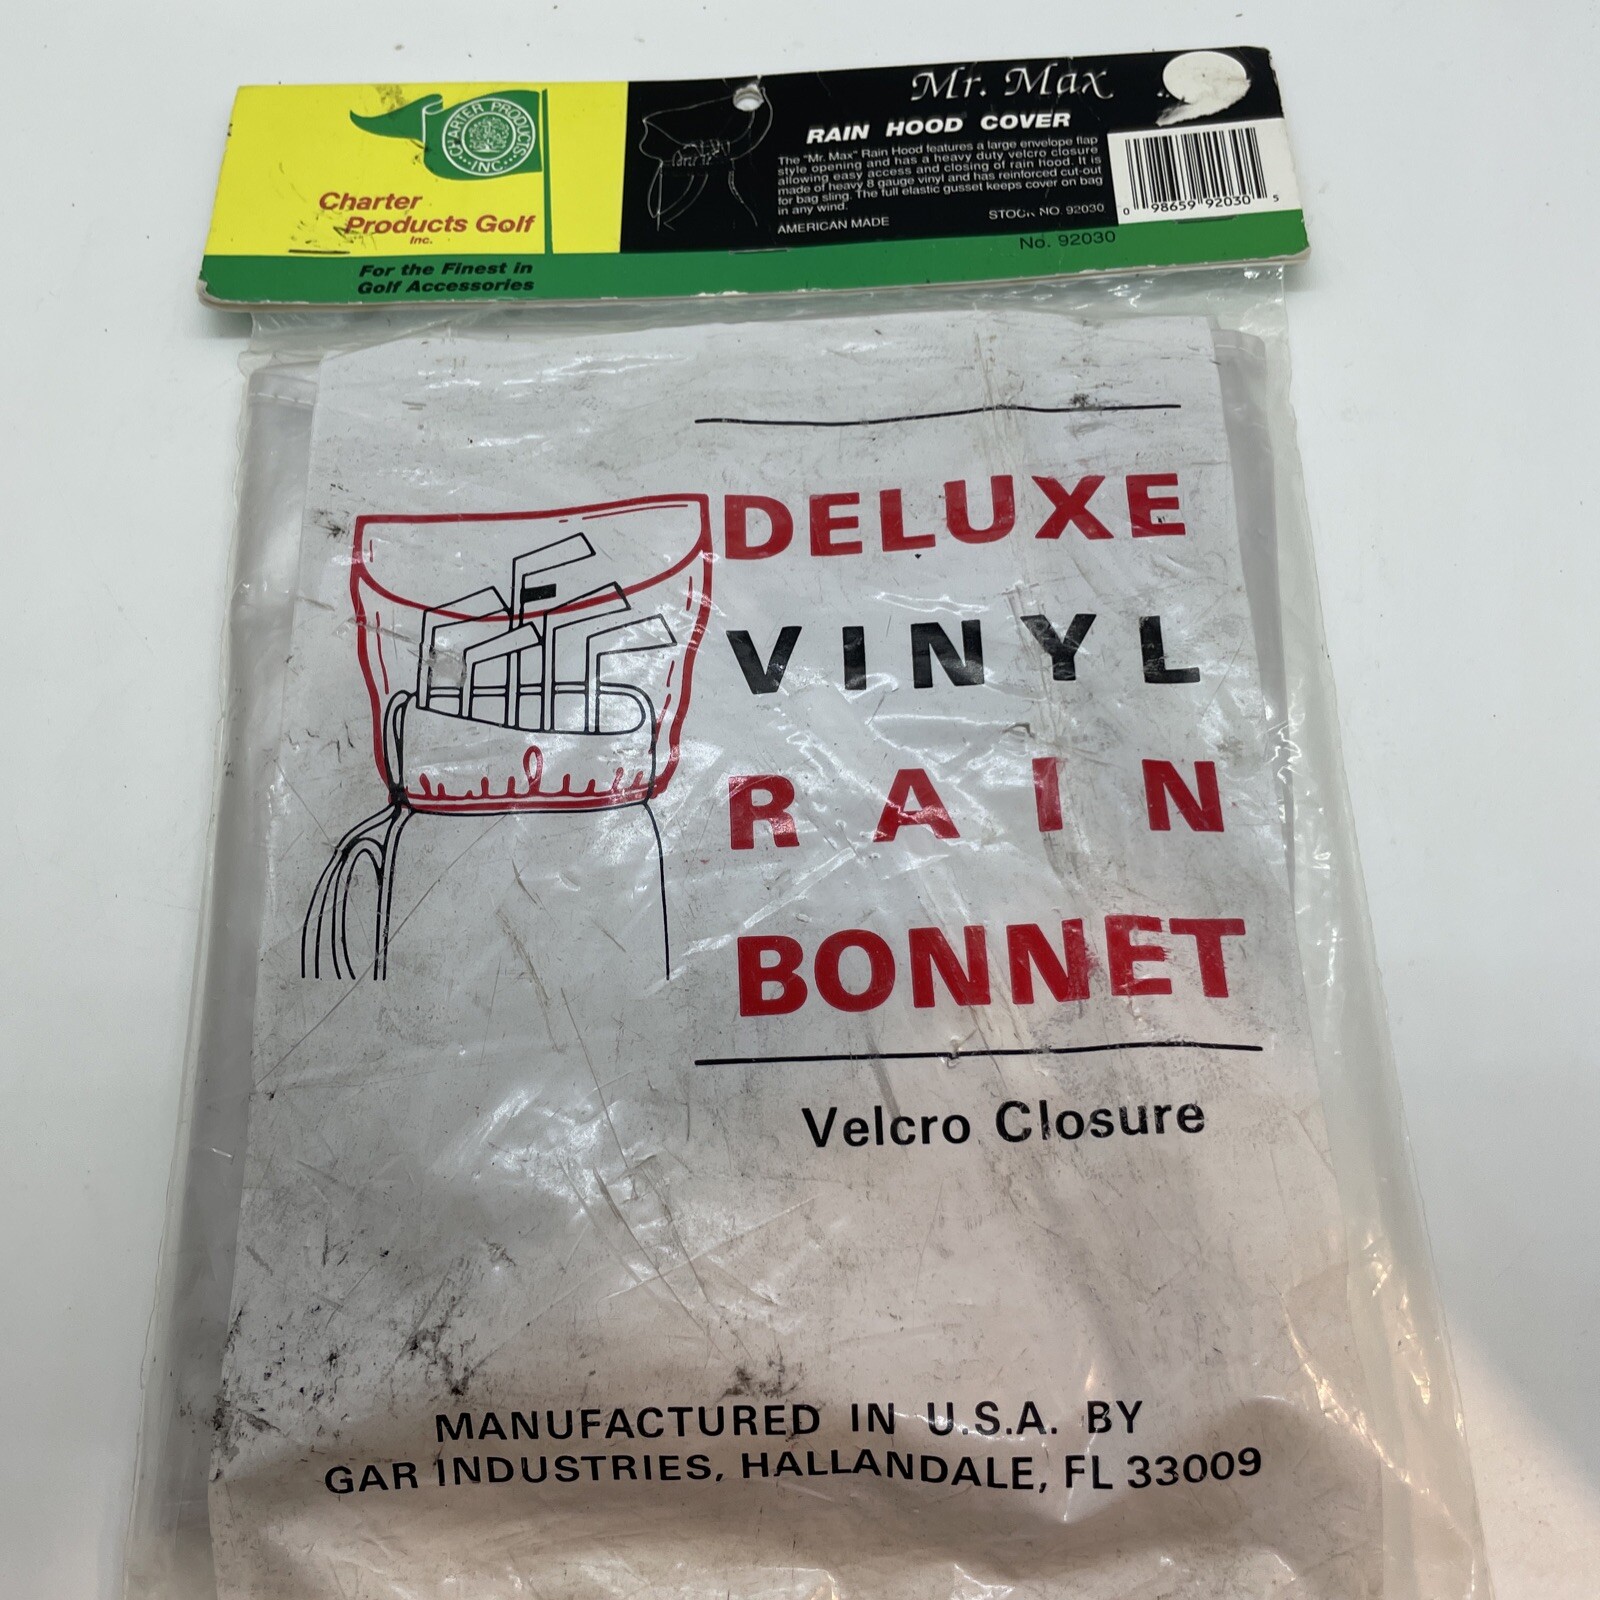 CHARTER PRODUCTS INC.
Charter
Products Golf
Inc.
For the Finest in
Golf Accessories
Mr. Max
RAIN HOOD COVER
The "Mr. Max" Rain Hood features a large envelope flap
style opening and has a heavy duty velcro closure
allowing easy access and closing of rain hood. It is
made of heavy 8 gauge vinyl and has reinforced cut-out
for bag sling. The full elastic gusset keeps cover on bag
in any wind.
AMERICAN MADE
STOCK NO. 92030
0 98659 92030 5
No. 92030
DELUXE
VINYL
RAIN
BONNET
Velcro Closure
MANUFACTURED IN U.S.A. BY
GAR INDUSTRIES, HALLANDALE, FL 33009